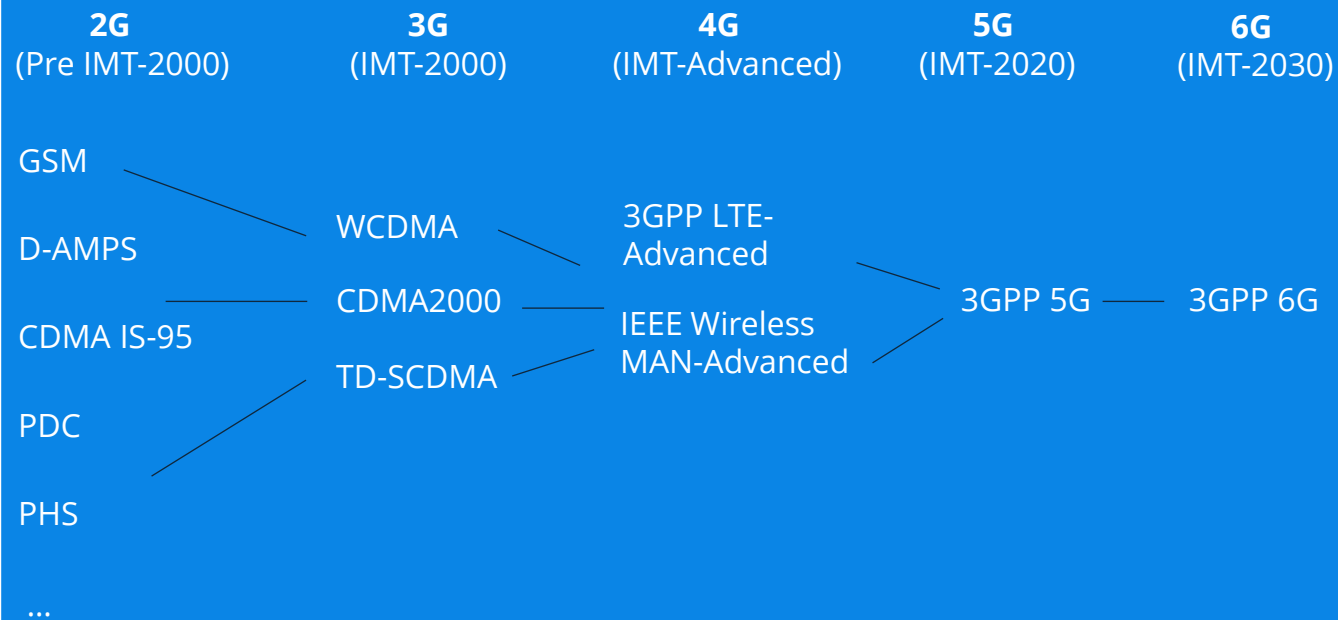 2G
(Pre IMT-2000)
3G
(IMT-2000)
4G
(IMT-Advanced)
5G
(IMT-2020)
6G
(IMT-2030)
GSM
D-AMPS
CDMA IS-95
PDC
PHS
...
WCDMA
CDMA2000
TD-SCDMA
3GPP LTE-
Advanced
IEEE Wireless
MAN-Advanced
3GPP 5G
3GPP 6G